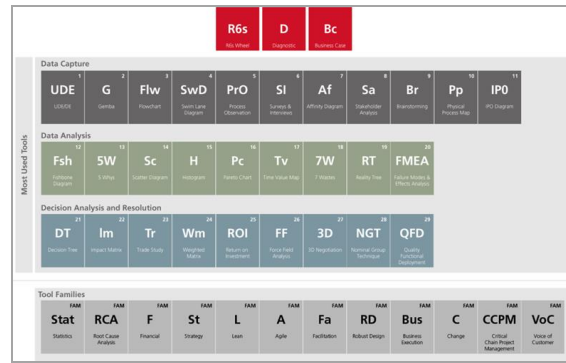 R6s
D
Bc
R6s Wheel
Diagnostic
Business Case
Most Used Tools
Data Capture
1 2 3 4 5 6 7 8 9 10 11
UDE G Flw SwD PrO SI Af Sa Br Pp IPO
UDE/DE Gemba Flowchart Swim Lane Diagram Process Observation Surveys & Interviews Affinity Diagram Stakeholder Analysis Brainstorming Physical Process Map IPO Diagram
Data Analysis
12 13 14 15 16 17 18 19 20
Fsh 5W Sc H Pc Tv 7W RT FMEA
Fishbone Diagram 5 Whys Scatter Diagram Histogram Pareto Chart Time Value Map 7 Wastes Reality Tree Failure Modes & Effects Analysis
Decision Analysis and Resolution
21 22 23 24 25 26 27 28 29
DT Im Tr Wm ROI FF 3D NGT QFD
Decision Tree Impact Matrix Trade Study Weighted Matrix Return on Investment Force Field Analysis 3D Negotiation Nominal Group Technique Quality Functional Deployment
Tool Families
FAM FAM FAM FAM FAM FAM FAM FAM FAM FAM FAM FAM
Stat RCA F St L A Fa RD Bus C CCPM VoC
Statistics Root Cause Analysis Financial Strategy Lean Agile Facilitation Robust Design Business Execution Change Critical Chain Project Management Voice of Customer